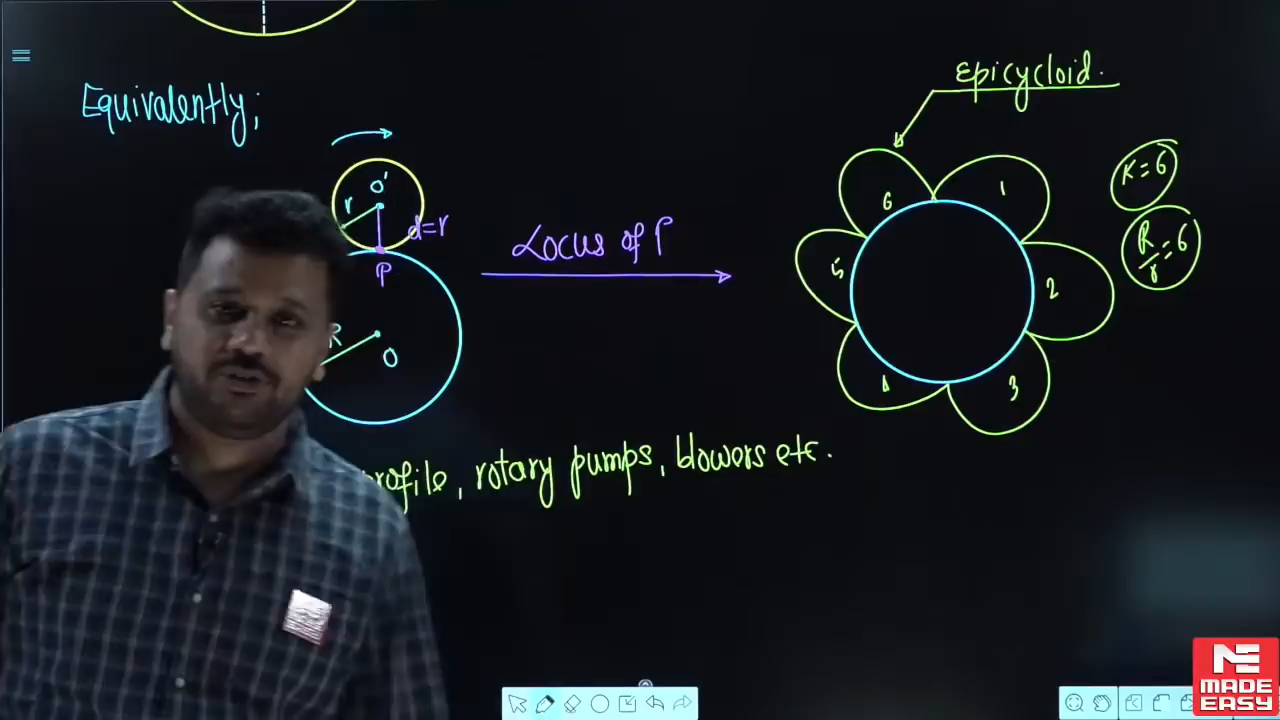 Equivalently;
Epicycloid.
O'
r
d=r
P
R
O
Locus of P
1
2
3
4
5
6
K=6
R/r=6
rofile, rotary pumps, blowers etc.
MADE
EASY